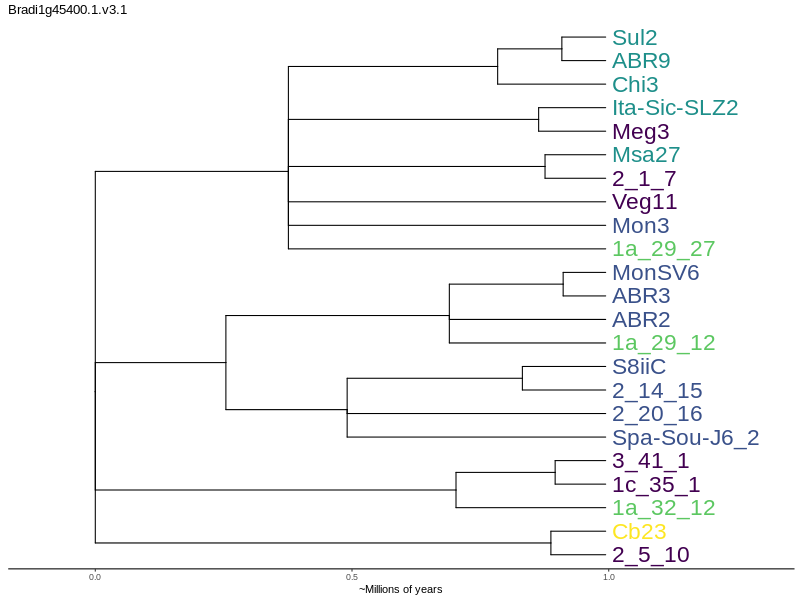 Bradi1g45400.1.v3.1
Sul2
ABR9
Chi3
Ita-Sic-SLZ2
Meg3
Msa27
2_1_7
Veg11
Mon3
1a_29_27
MonSV6
ABR3
ABR2
1a_29_12
S8iiC
2_14_15
2_20_16
Spa-Sou-J6_2
3_41_1
1c_35_1
1a_32_12
Cb23
2_5_10
0.0 0.5 1.0
~Millions of years